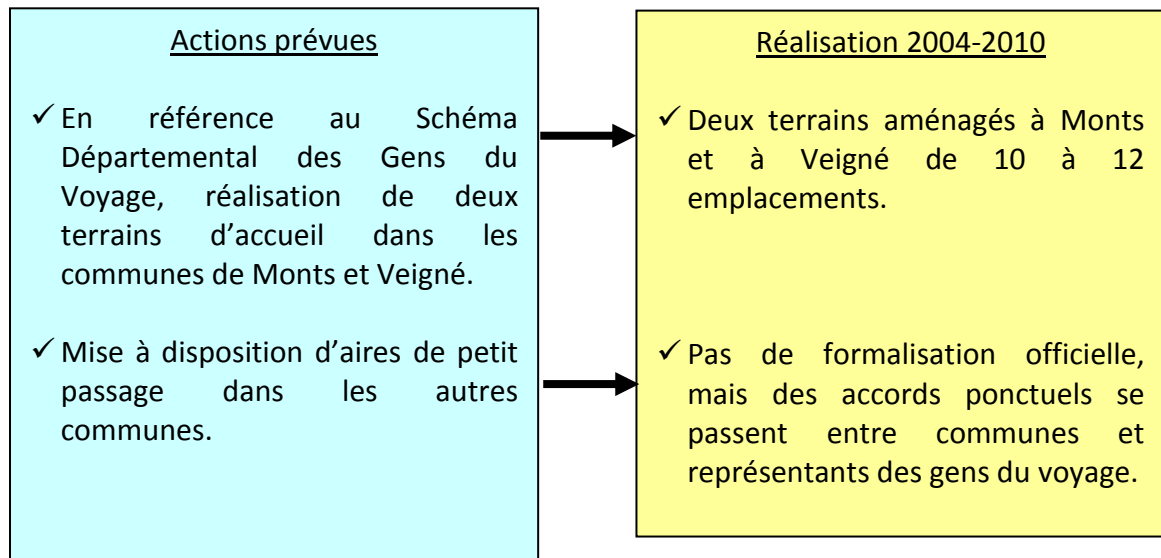 Actions prévues
✓ En référence au Schéma
Départemental des Gens du
Voyage, réalisation de deux
terrains d’accueil dans les
communes de Monts et Veigné.
✓ Mise à disposition d’aires de petit
passage dans les autres
communes.
Réalisation 2004-2010
✓ Deux terrains aménagés à Monts
et à Veigné de 10 à 12
emplacements.
✓ Pas de formalisation officielle,
mais des accords ponctuels se
passent entre communes et
représentants des gens du voyage.